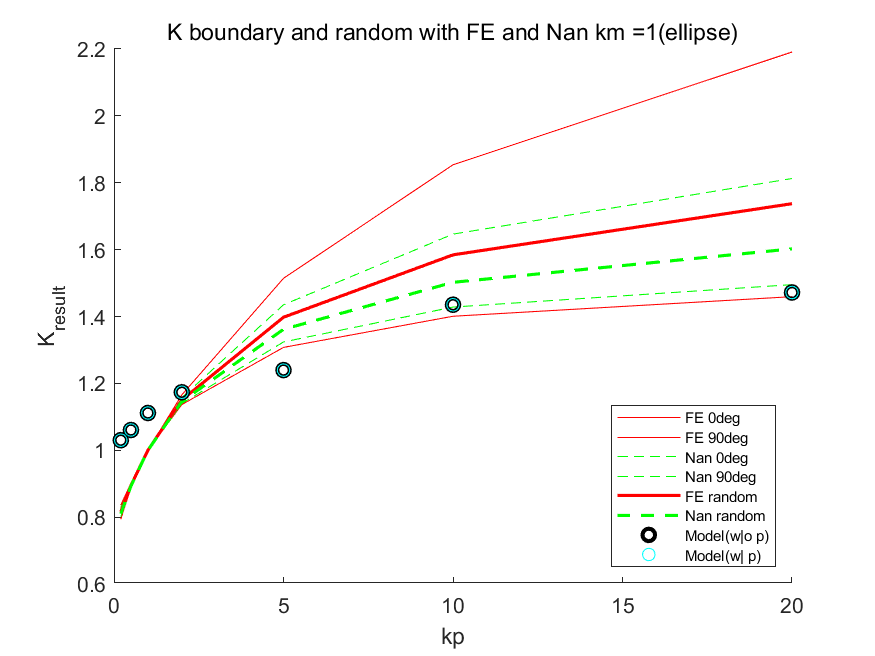 K boundary and random with FE and Nan km =1(ellipse)
2.2
2
1.8
1.6
1.4
1.2
1
0.8
0.6
K_result
0
5
10
15
20
kp
FE 0deg
FE 90deg
Nan 0deg
Nan 90deg
FE random
Nan random
Model(w|o p)
Model(w| p)